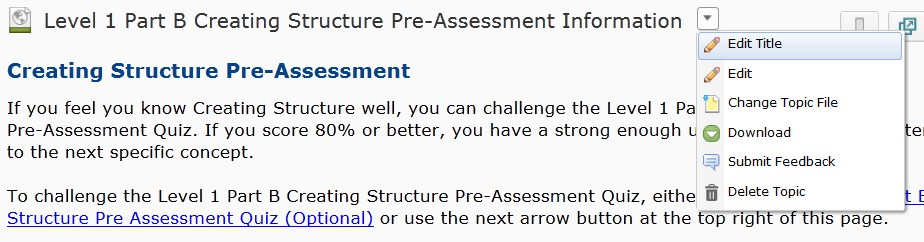 Level 1 Part B Creating Structure Pre-Assessment Information
Edit Title
Edit
Change Topic File
Download
Submit Feedback
Delete Topic
Creating Structure Pre-Assessment
If you feel you know Creating Structure well, you can challenge the Level 1 Pa
Pre-Assessment Quiz. If you score 80% or better, you have a strong enough u
to the next specific concept.
To challenge the Level 1 Part B Creating Structure Pre-Assessment Quiz, eithe
Structure Pre Assessment Quiz (Optional) or use the next arrow button at the top right of this page.